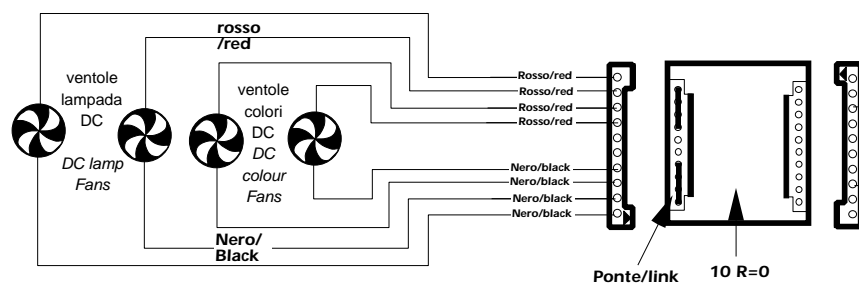 rosso
/red
ventole
lampada
DC
DC lamp
Fans
ventole
colori
DC
DC
colour
Fans
Nero/
Black
Rosso/red
Rosso/red
Rosso/red
Rosso/red
Nero/black
Nero/black
Nero/black
Nero/black
Ponte/link
10 R=0